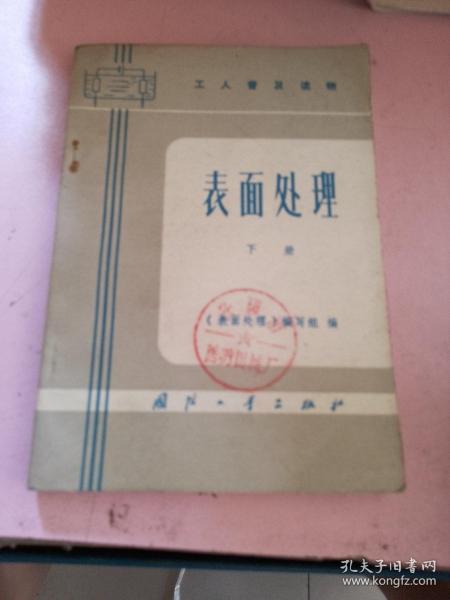 工人普及读物
表面处理
下册
《表面处理》编写组 编
国防工业出版社
孔夫子旧书网
www.kongfz.com